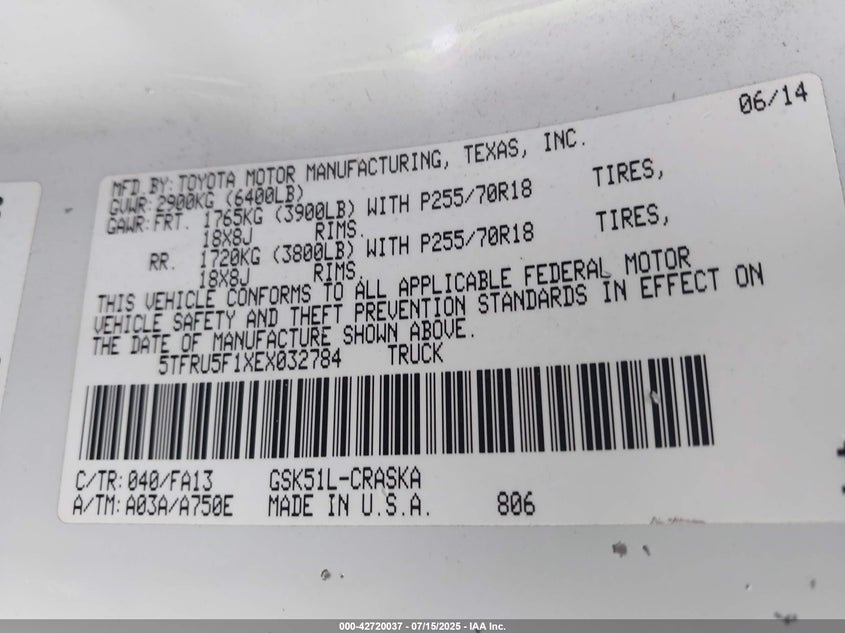 06/14
MFD.BY:TOYOTA MOTOR MANUFACTURING, TEXAS, INC.
GVWR:2900KG (6400LB)
GAWR:FRT. 1765KG (3900LB) WITH P255/70R18 TIRES,
18X8J RIMS.
RR. 1720KG (3800LB) WITH P255/70R18 TIRES,
18X8J RIMS.
THIS VEHICLE CONFORMS TO ALL APPLICABLE FEDERAL MOTOR
VEHICLE SAFETY AND THEFT PREVENTION STANDARDS IN EFFECT ON
THE DATE OF MANUFACTURE SHOWN ABOVE.
5TFRU5F1XEX032784 TRUCK
C/TR:040/FA13 GSK51L-CRASKA
A/TM:A03A/A750E MADE IN U.S.A. 806
000-42720037 - 07/15/2025 - IAA Inc.